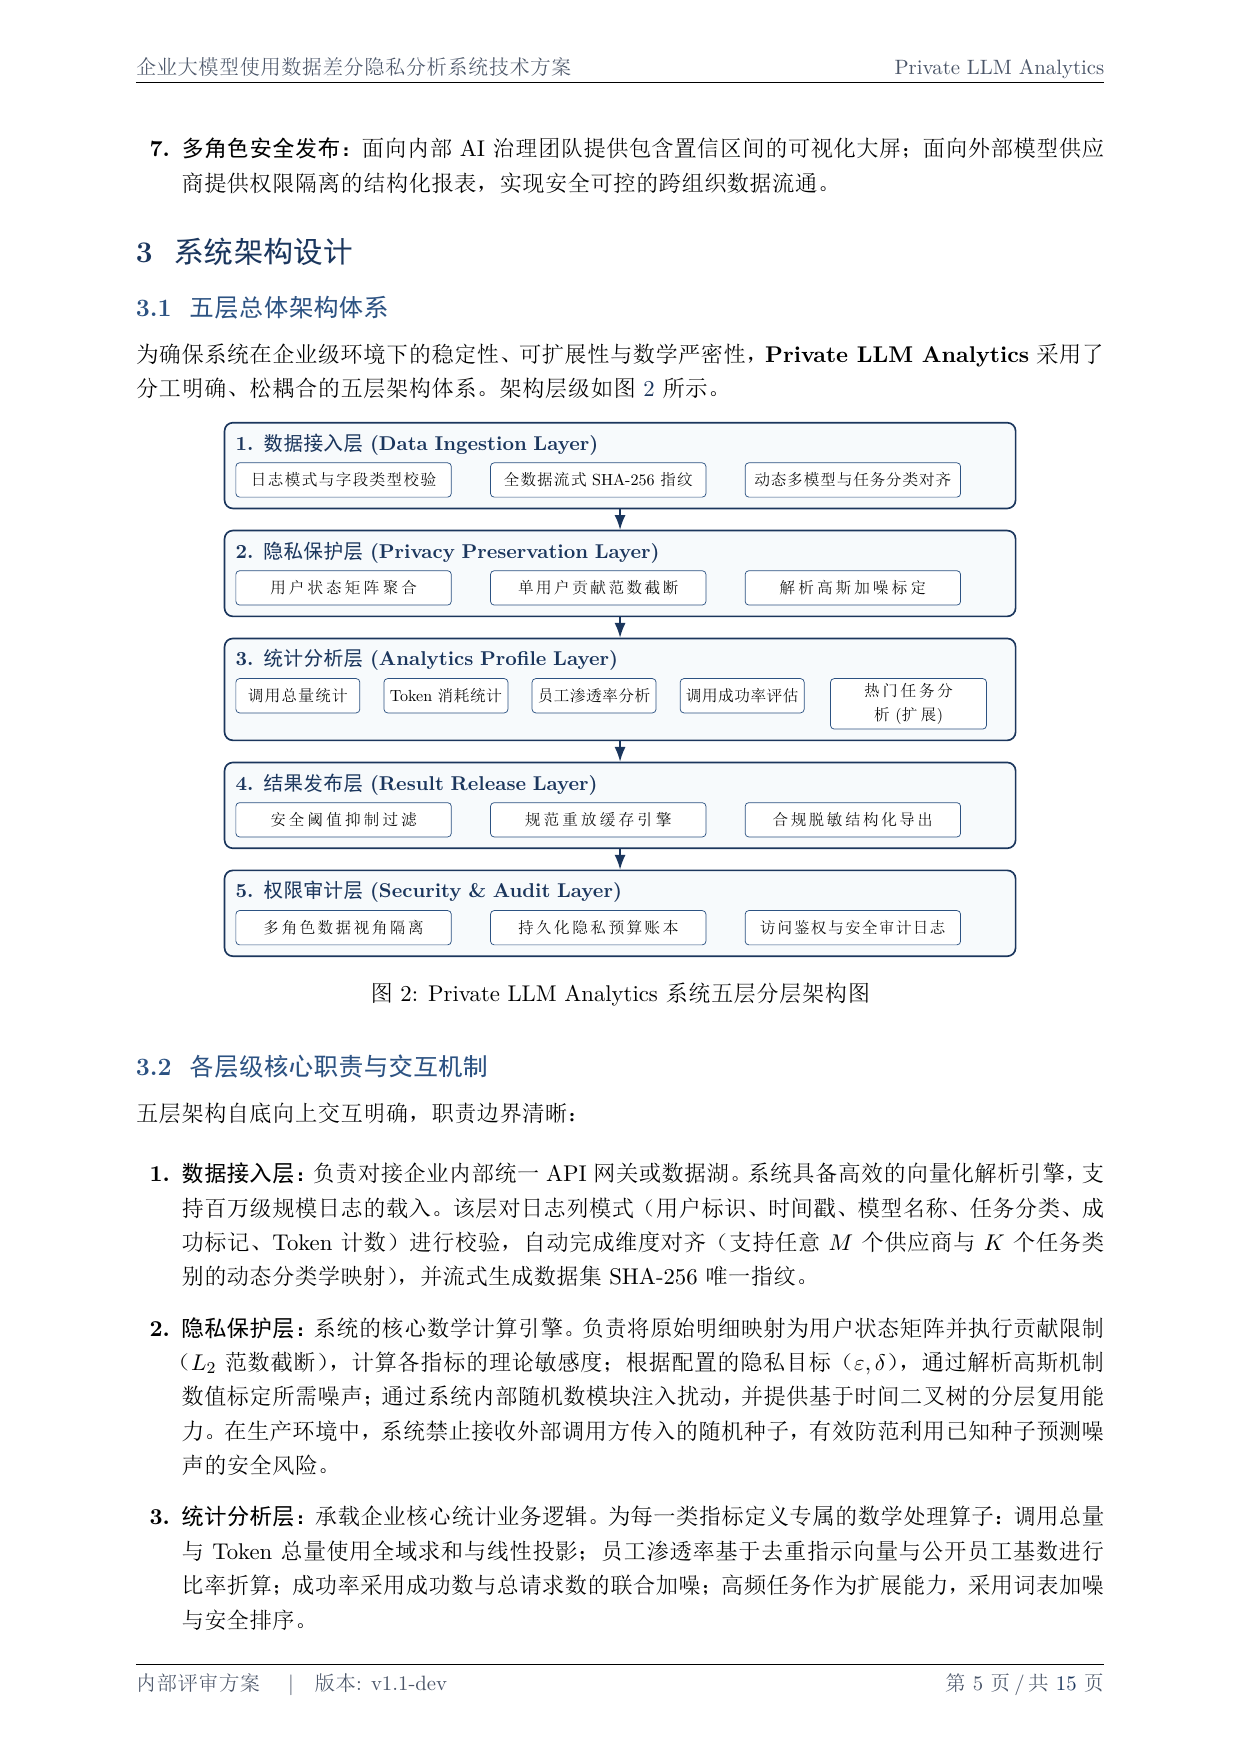 企业大模型使用数据差分隐私分析系统技术方案 Private LLM Analytics
7. 多角色安全发布：面向内部 AI 治理团队提供包含置信区间的可视化大屏；面向外部模型供应
商提供权限隔离的结构化报表，实现安全可控的跨组织数据流通。
3 系统架构设计
3.1 五层总体架构体系
为确保系统在企业级环境下的稳定性、可扩展性与数学严密性，Private LLM Analytics 采用了
分工明确、松耦合的五层架构体系。架构层级如图 2 所示。
1. 数据接入层 (Data Ingestion Layer)
日志模式与字段类型校验 全数据流式 SHA-256 指纹 动态多模型与任务分类对齐
2. 隐私保护层 (Privacy Preservation Layer)
用户状态矩阵聚合 单用户贡献范数截断 解析高斯加噪标定
3. 统计分析层 (Analytics Profile Layer)
调用总量统计 Token 消耗统计 员工渗透率分析 调用成功率评估 热门任务分
析 (扩展)
4. 结果发布层 (Result Release Layer)
安全阈值抑制过滤 规范重放缓存引擎 合规脱敏结构化导出
5. 权限审计层 (Security & Audit Layer)
多角色数据视角隔离 持久化隐私预算账本 访问鉴权与安全审计日志
图 2: Private LLM Analytics 系统五层分层架构图
3.2 各层级核心职责与交互机制
五层架构自底向上交互明确，职责边界清晰：
1. 数据接入层：负责对接企业内部统一 API 网关或数据湖。系统具备高效的向量化解析引擎，支
持百万级规模日志的载入。该层对日志列模式（用户标识、时间戳、模型名称、任务分类、成
功标记、Token 计数）进行校验，自动完成维度对齐（支持任意 M 个供应商与 K 个任务类
别的动态分类学映射），并流式生成数据集 SHA-256 唯一指纹。
2. 隐私保护层：系统的核心数学计算引擎。负责将原始明细映射为用户状态矩阵并执行贡献限制
（L₂ 范数截断），计算各指标的理论敏感度；根据配置的隐私目标（ε, δ），通过解析高斯机制
数值标定所需噪声；通过系统内部随机数模块注入扰动，并提供基于时间二叉树的分层复用能
力。在生产环境中，系统禁止接收外部调用方传入的随机种子，有效防范利用已知种子预测噪
声的安全风险。
3. 统计分析层：承载企业核心统计业务逻辑。为每一类指标定义专属的数学处理算子：调用总量
与 Token 总量使用全域求和与线性投影；员工渗透率基于去重指示向量与公开员工基数进行
比率折算；成功率采用成功数与总请求数的联合加噪；高频任务作为扩展能力，采用词表加噪
与安全排序。
内部评审方案 | 版本: v1.1-dev 第 5 页 / 共 15 页